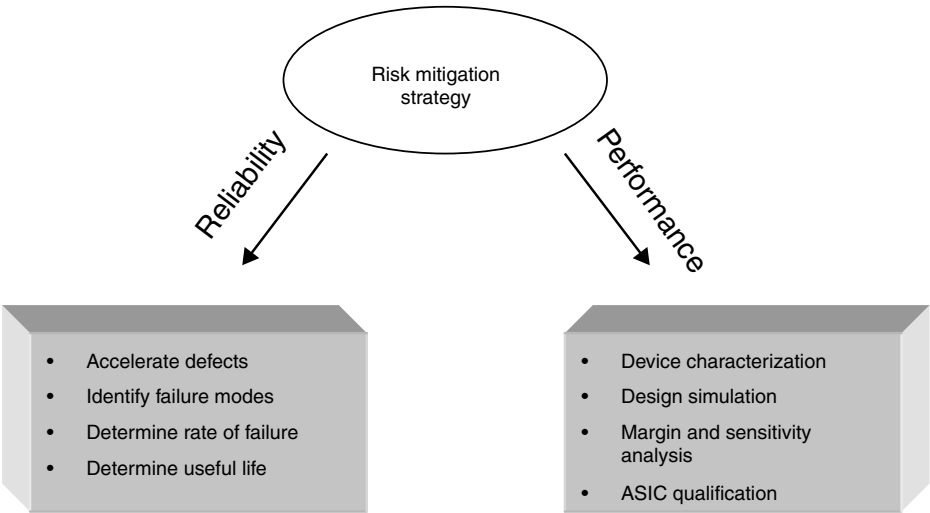 Risk mitigation
strategy
Reliability
Performance
• Accelerate defects
• Identify failure modes
• Determine rate of failure
• Determine useful life
• Device characterization
• Design simulation
• Margin and sensitivity
analysis
• ASIC qualification